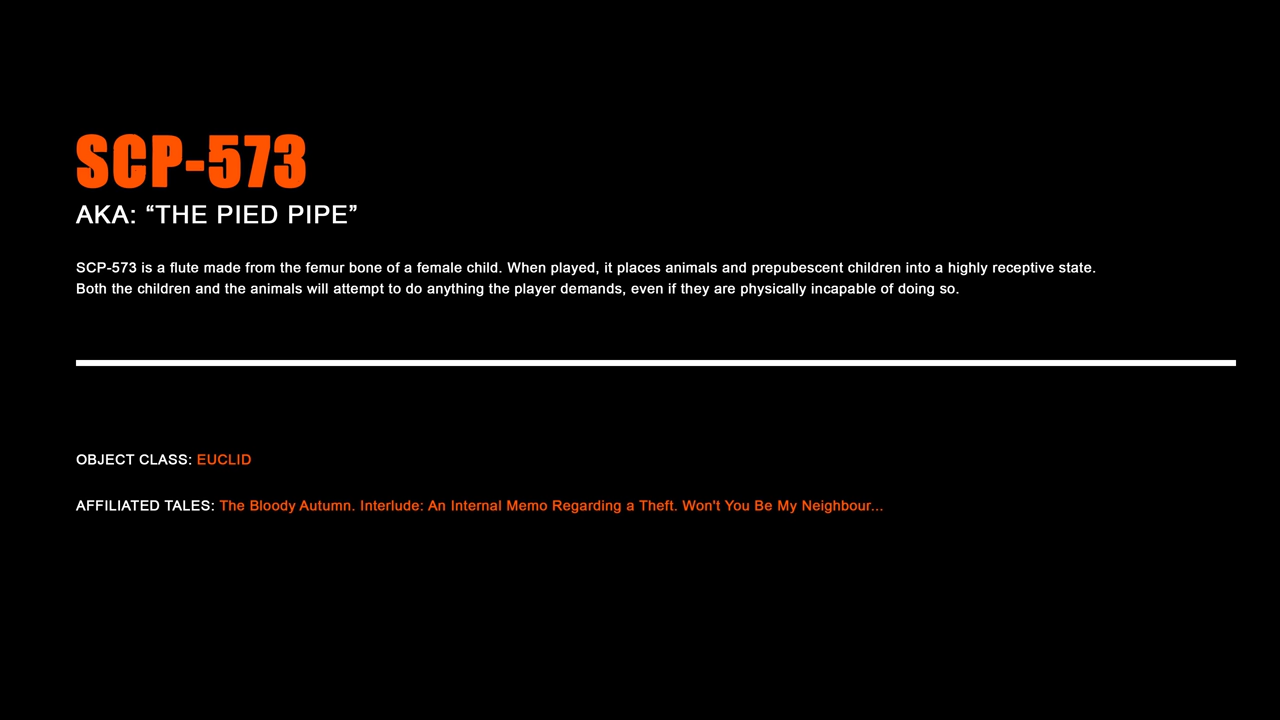 SCP-573
AKA: “THE PIED PIPE”
SCP-573 is a flute made from the femur bone of a female child. When played, it places animals and prepubescent children into a highly receptive state.
Both the children and the animals will attempt to do anything the player demands, even if they are physically incapable of doing so.
OBJECT CLASS: EUCLID
AFFILIATED TALES: The Bloody Autumn. Interlude: An Internal Memo Regarding a Theft. Won't You Be My Neighbour...